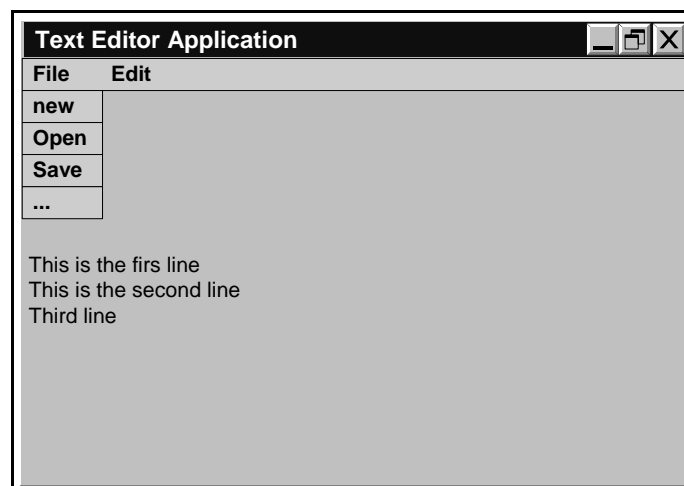 Text Editor Application
File Edit
new
Open
Save
...
This is the firs line
This is the second line
Third line